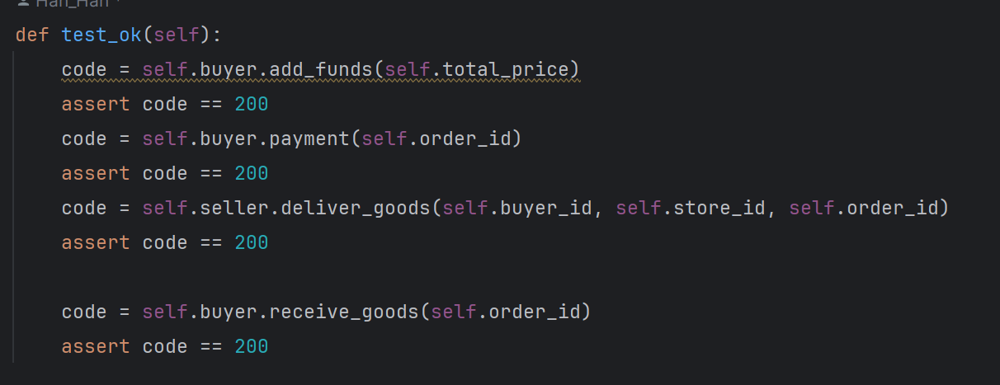 Han_Han *
def test_ok(self):
    code = self.buyer.add_funds(self.total_price)
    assert code == 200
    code = self.buyer.payment(self.order_id)
    assert code == 200
    code = self.seller.deliver_goods(self.buyer_id, self.store_id, self.order_id)
    assert code == 200
    code = self.buyer.receive_goods(self.order_id)
    assert code == 200